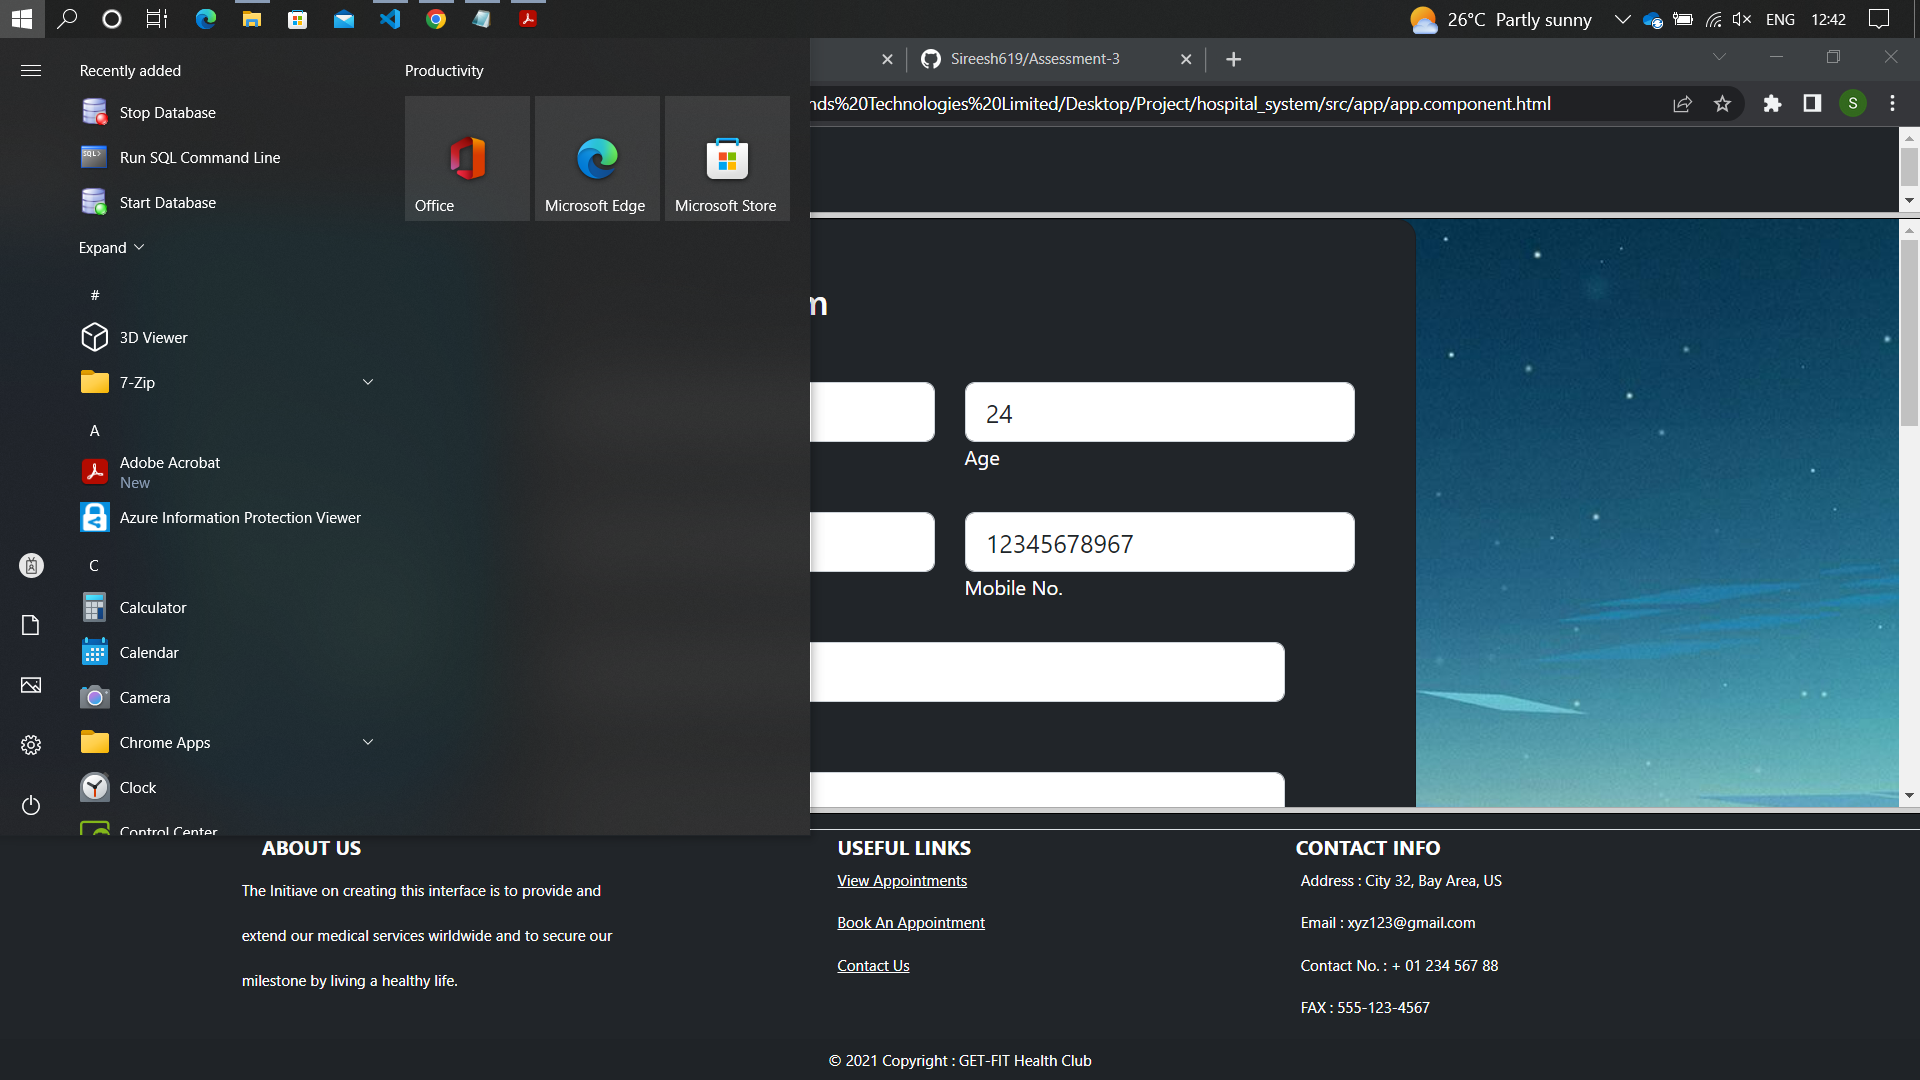 26°C Partly sunny
ENG
12:42
Recently added
Stop Database
SQL>
Run SQL Command Line
Start Database
Expand
#
3D Viewer
7-Zip
A
Adobe Acrobat
New
Azure Information Protection Viewer
C
Calculator
Calendar
Camera
Chrome Apps
Clock
Control Center
Productivity
Office
Microsoft Edge
Microsoft Store
Sireesh619/Assessment-3
nds%20Technologies%20Limited/Desktop/Project/hospital_system/src/app/app.component.html
S
m
24
Age
12345678967
Mobile No.
ABOUT US
The Initiave on creating this interface is to provide and
extend our medical services wirldwide and to secure our
milestone by living a healthy life.
USEFUL LINKS
View Appointments
Book An Appointment
Contact Us
CONTACT INFO
Address : City 32, Bay Area, US
Email : xyz123@gmail.com
Contact No. : + 01 234 567 88
FAX : 555-123-4567
© 2021 Copyright : GET-FIT Health Club